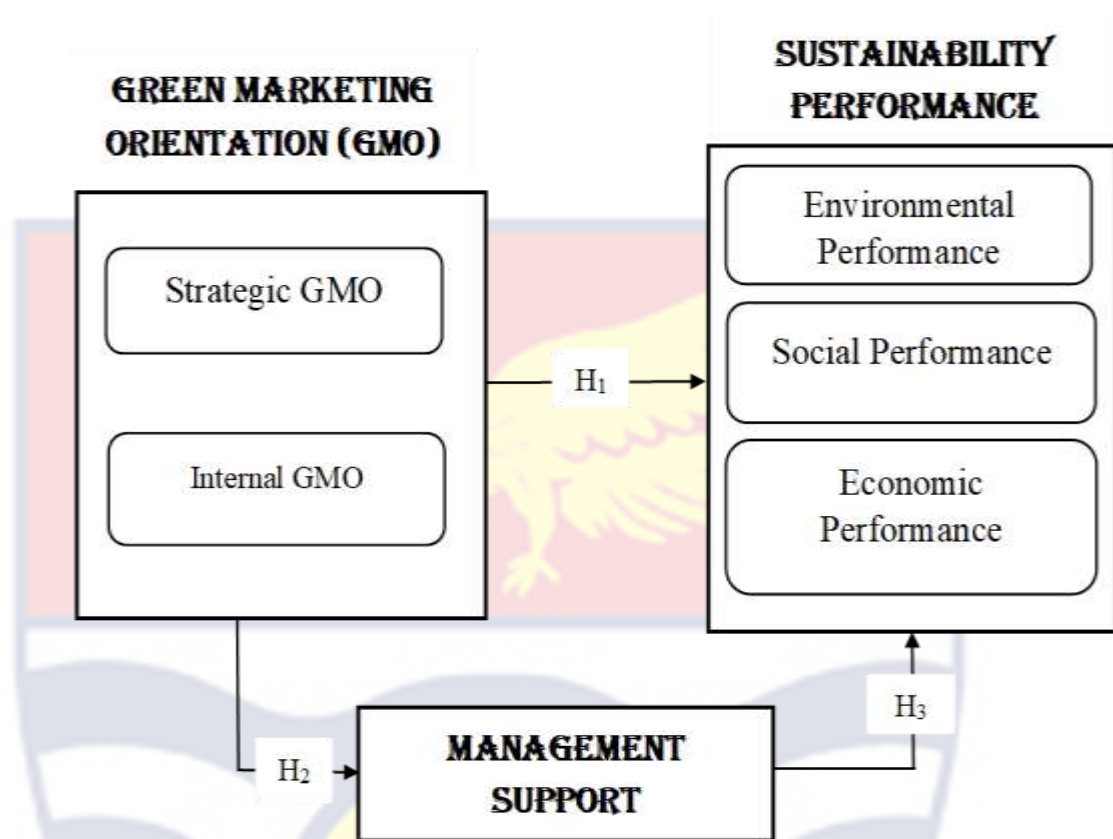 GREEN MARKETING
ORIENTATION (GMO)
Strategic GMO
Internal GMO
H₁
SUSTAINABILITY
PERFORMANCE
Environmental
Performance
Social Performance
Economic
Performance
H₂
MANAGEMENT
SUPPORT
H₃